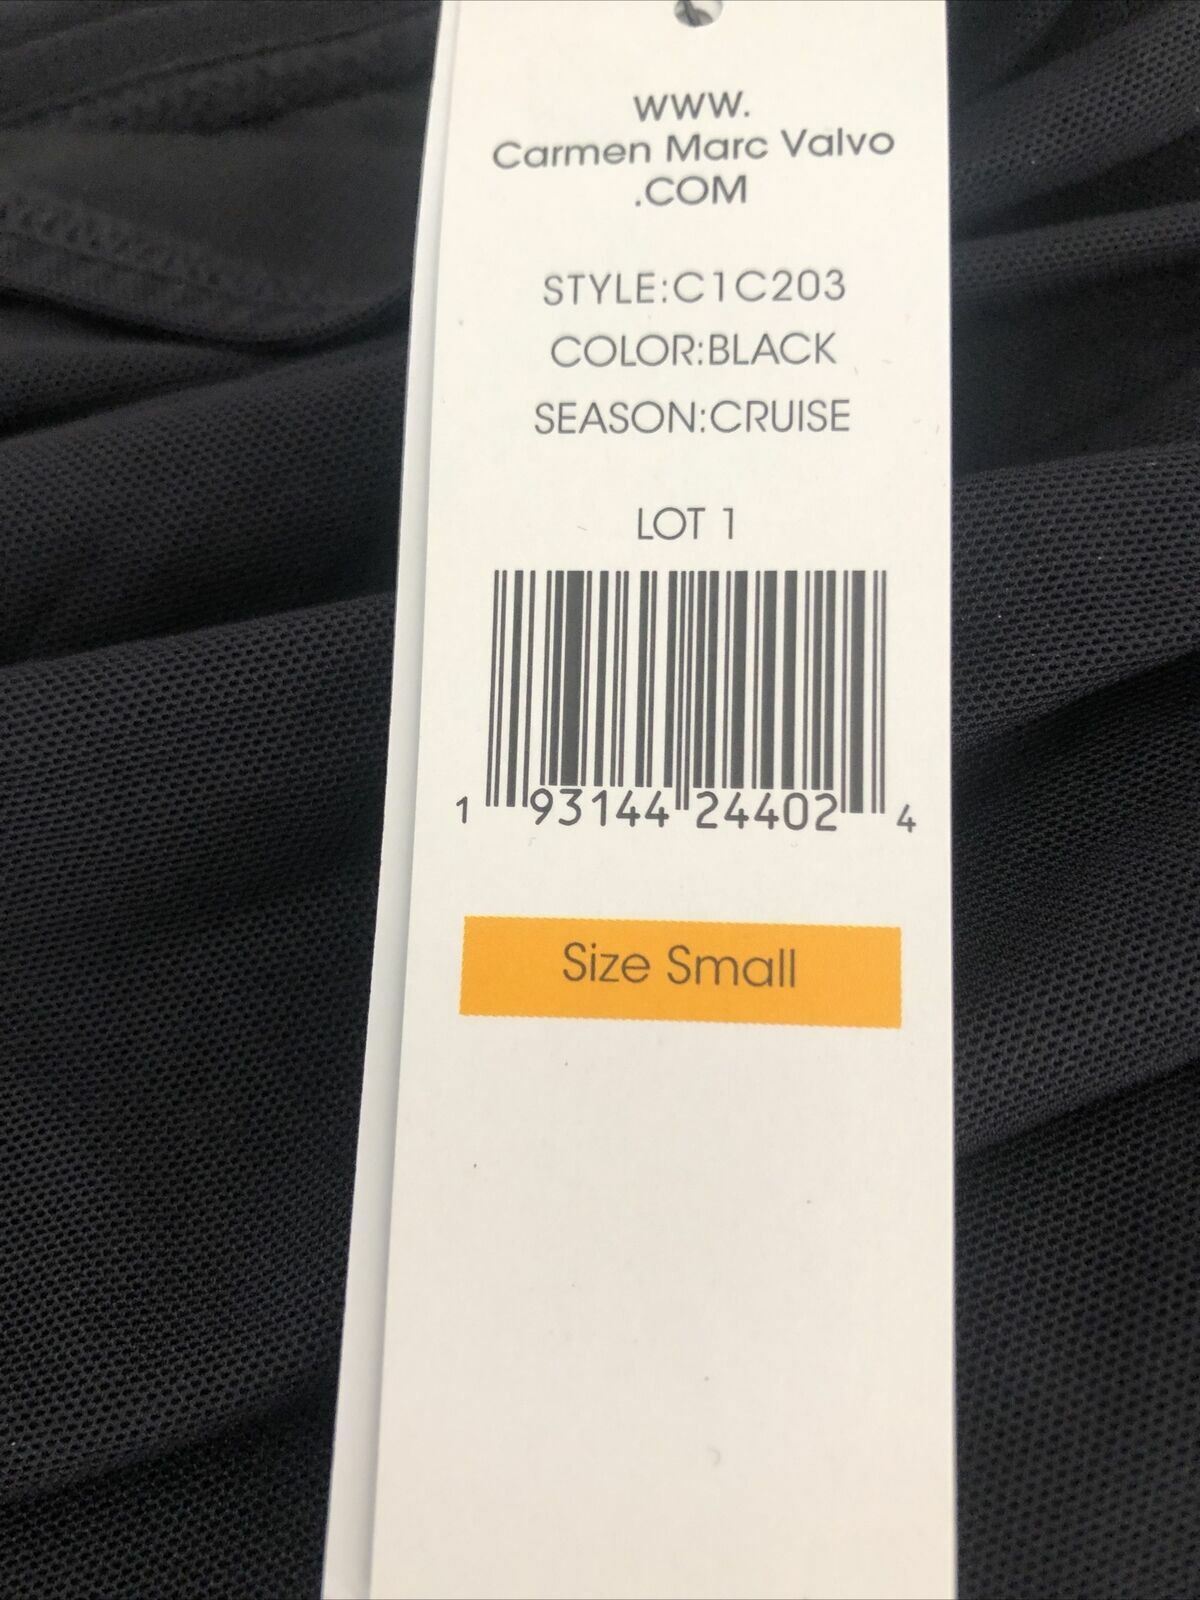 WWW.
Carmen Marc Valvo
.COM
STYLE:C1C203
COLOR:BLACK
SEASON:CRUISE
LOT 1
1 93144 24402 4
Size Small